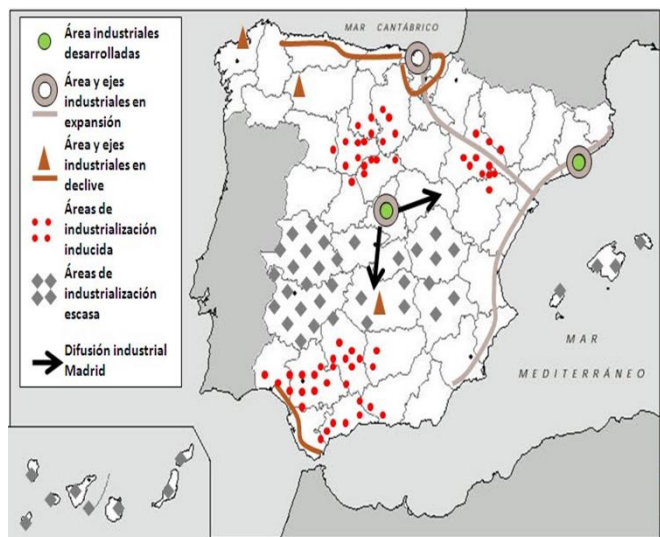 Área industriales
desarrolladas
Área y ejes
industriales en
expansión
Área y ejes
industriales en
declive
Áreas de
industrialización
inducida
Áreas de
industrialización
escasa
Difusión industrial
Madrid
MAR CANTÁBRICO
MAR
MEDITERRÁNEO